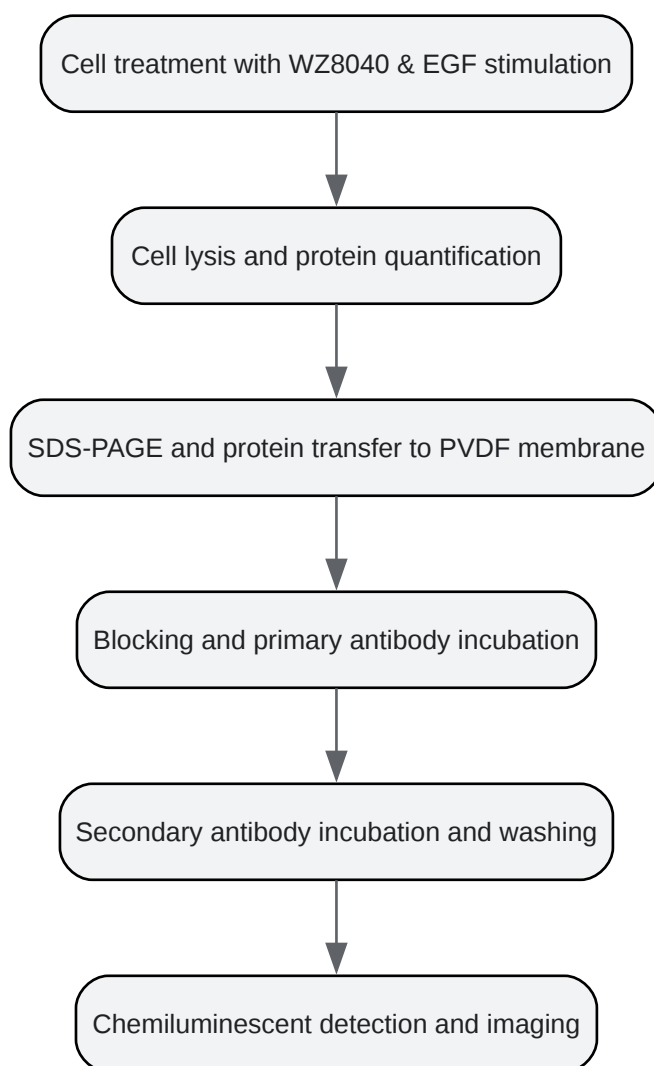 Cell treatment with WZ8040 & EGF stimulation
Cell lysis and protein quantification
SDS-PAGE and protein transfer to PVDF membrane
Blocking and primary antibody incubation
Secondary antibody incubation and washing
Chemiluminescent detection and imaging